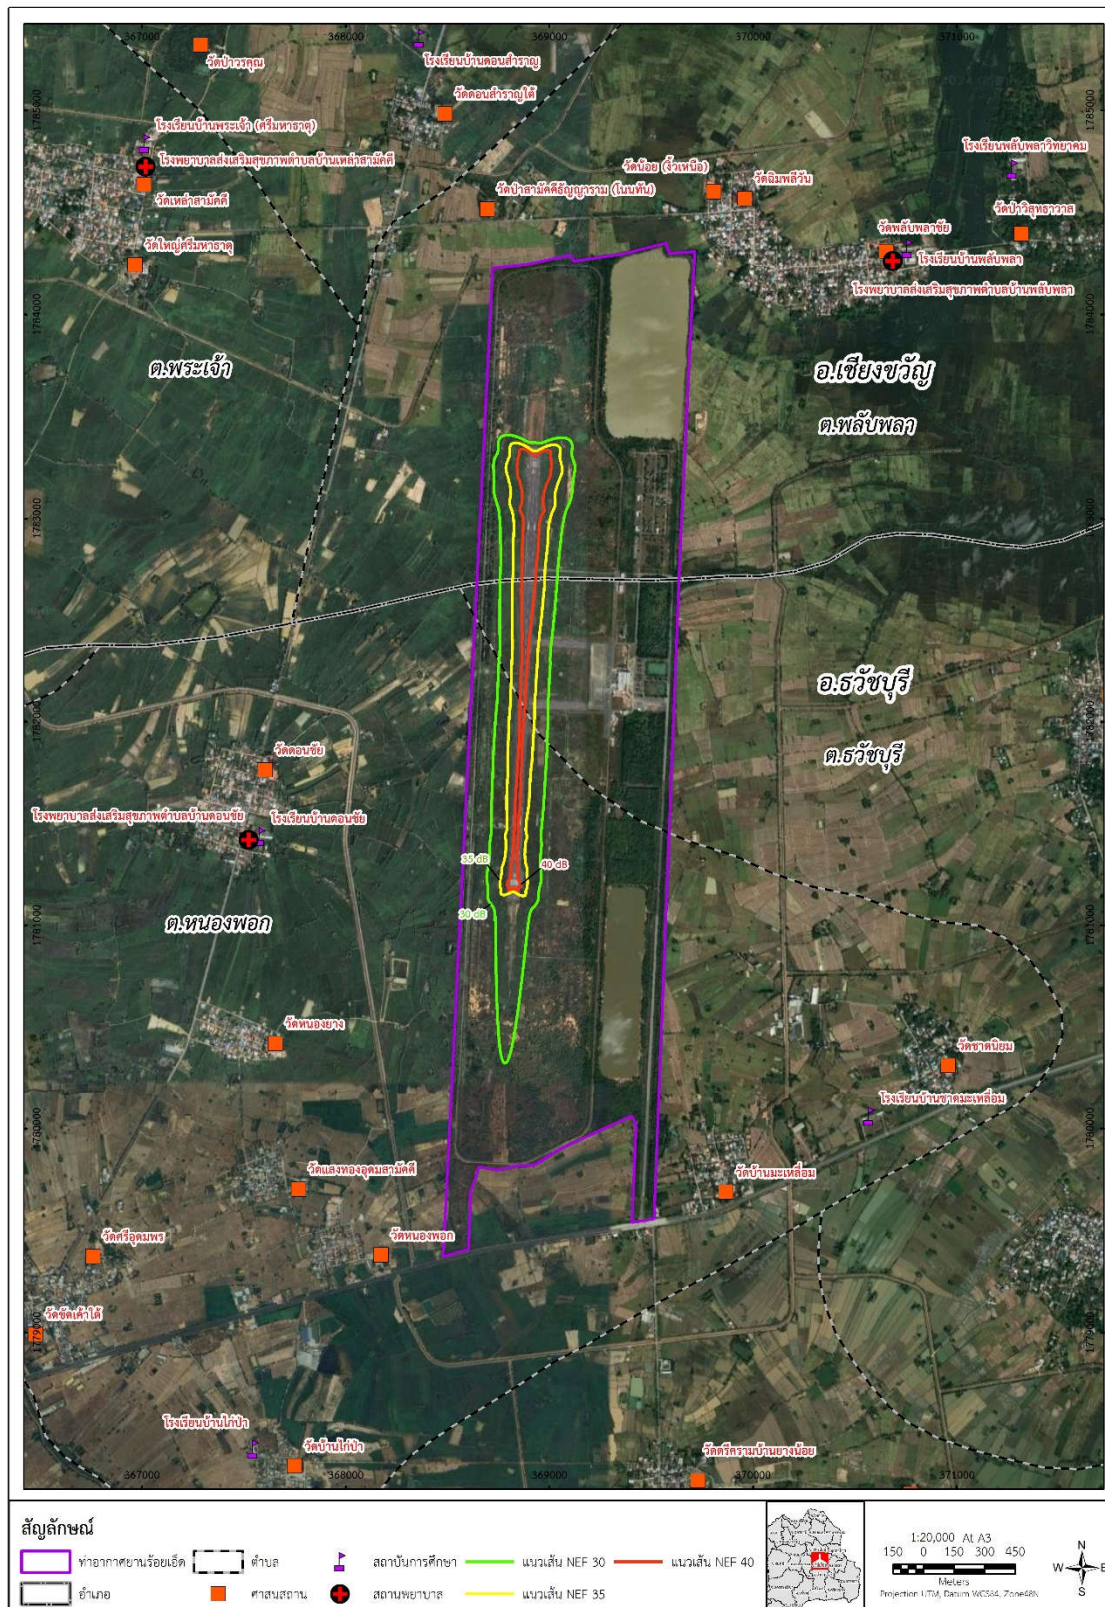 367000
368000
369000
370000
371000
วัดป่าวรคุณ
โรงเรียนบ้านดอนสำราญ
วัดดอนสำราญใต้
1785000
1785000
โรงเรียนบ้านพระเจ้า (ศรีมหาธาตุ)
โรงพยาบาลส่งเสริมสุขภาพตำบลบ้านเหล่าสามัคคี
วัดเหล่าสามัคคี
วัดป่าสามัคคีธัญญาราม (โนนทัน)
วัดน้อย (งิ้วเหนือ)
วัดฉิมพลีวัน
โรงเรียนพลับพลาวิทยาคม
วัดป่าวิสุทธาวาส
วัดใหญ่ศรีมหาธาตุ
วัดพลับพลาชัย
โรงเรียนบ้านพลับพลา
โรงพยาบาลส่งเสริมสุขภาพตำบลบ้านพลับพลา
1784000
1784000
ต.พระเจ้า
อ.เชียงขวัญ
ต.พลับพลา
1783000
อ.ธวัชบุรี
1782000
1782000
ต.ธวัชบุรี
วัดดอนชัย
โรงพยาบาลส่งเสริมสุขภาพตำบลบ้านดอนชัย
โรงเรียนบ้านดอนชัย
35 dB
40 dB
30 dB
ต.หนองพอก
1781000
1781000
วัดหนองยาง
วัดชาดนิยม
โรงเรียนบ้านชาดมะเหลื่อม
1780000
1780000
วัดแสงทองอุดมสามัคคี
วัดบ้านมะเหลื่อม
วัดศรีอุดมพร
วัดหนองพอก
วัดขัดเค้าใต้
1779000
1779000
โรงเรียนบ้านไก่ป่า
วัดบ้านไก่ป่า
วัดตรีครามบ้านยางน้อย
367000
368000
369000
370000
371000
สัญลักษณ์
ท่าอากาศยานร้อยเอ็ด
ตำบล
สถาบันการศึกษา
แนวเส้น NEF 30
แนวเส้น NEF 40
อำเภอ
ศาสนสถาน
สถานพยาบาล
แนวเส้น NEF 35
1:20,000 At A3
150 0 150 300 450
Meters
Projection UTM, Datum WGS84, Zone48N
N
W
E
S